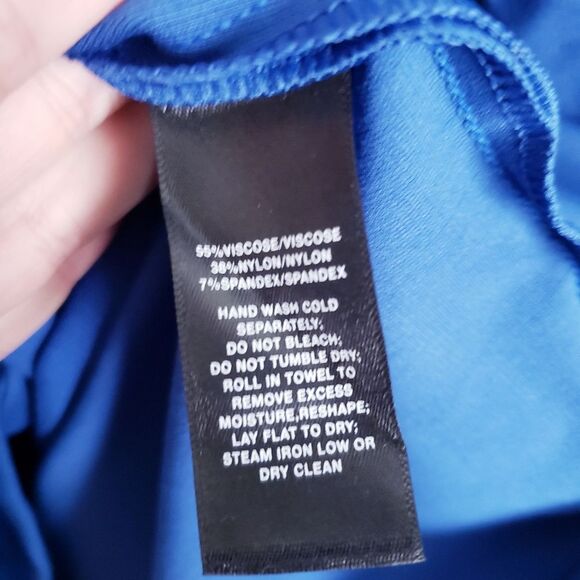 55%VISCOSE/VISCOSE
38%NYLON/NYLON
7%SPANDEX/SPANDEX
HAND WASH COLD
SEPARATELY;
DO NOT BLEACH;
DO NOT TUMBLE DRY;
ROLL IN TOWEL TO
REMOVE EXCESS
MOISTURE,RESHAPE;
LAY FLAT TO DRY;
STEAM IRON LOW OR
DRY CLEAN